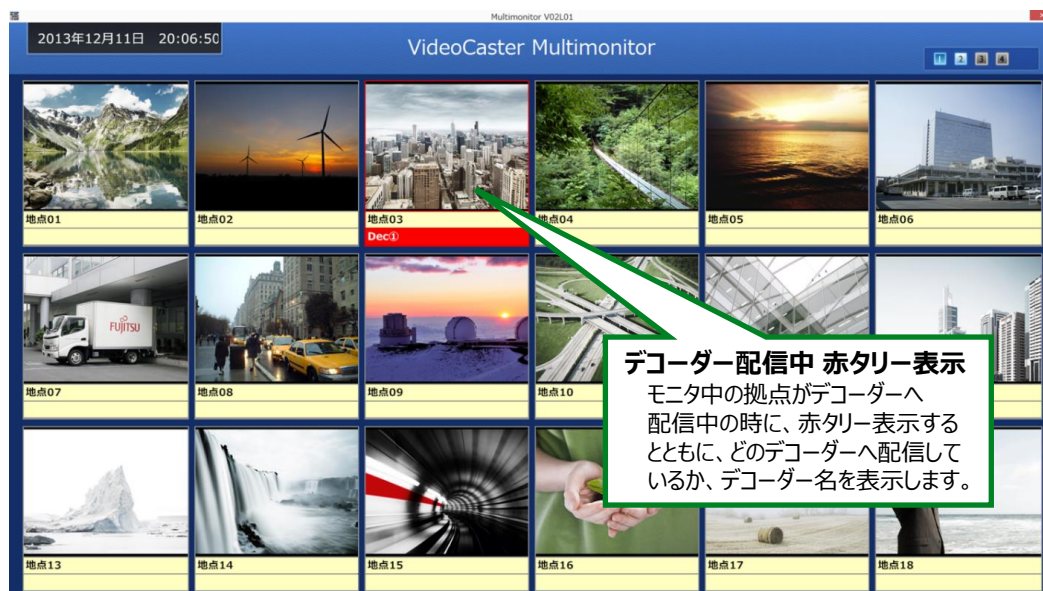 Multimonitor V02L01
2013年12月11日 20:06:50
VideoCaster Multimonitor
1 2 3 4
地点01 地点02 地点03 地点04 地点05 地点06
Dec①
FUJITSU
地点07 地点08 地点09 地点10
デコーダー配信中 赤タリー表示
モニタ中の拠点がデコーダーへ
配信中の時に、赤タリー表示する
とともに、どのデコーダーへ配信して
いるか、デコーダー名を表示します。
地点13 地点14 地点15 地点16 地点17 地点18